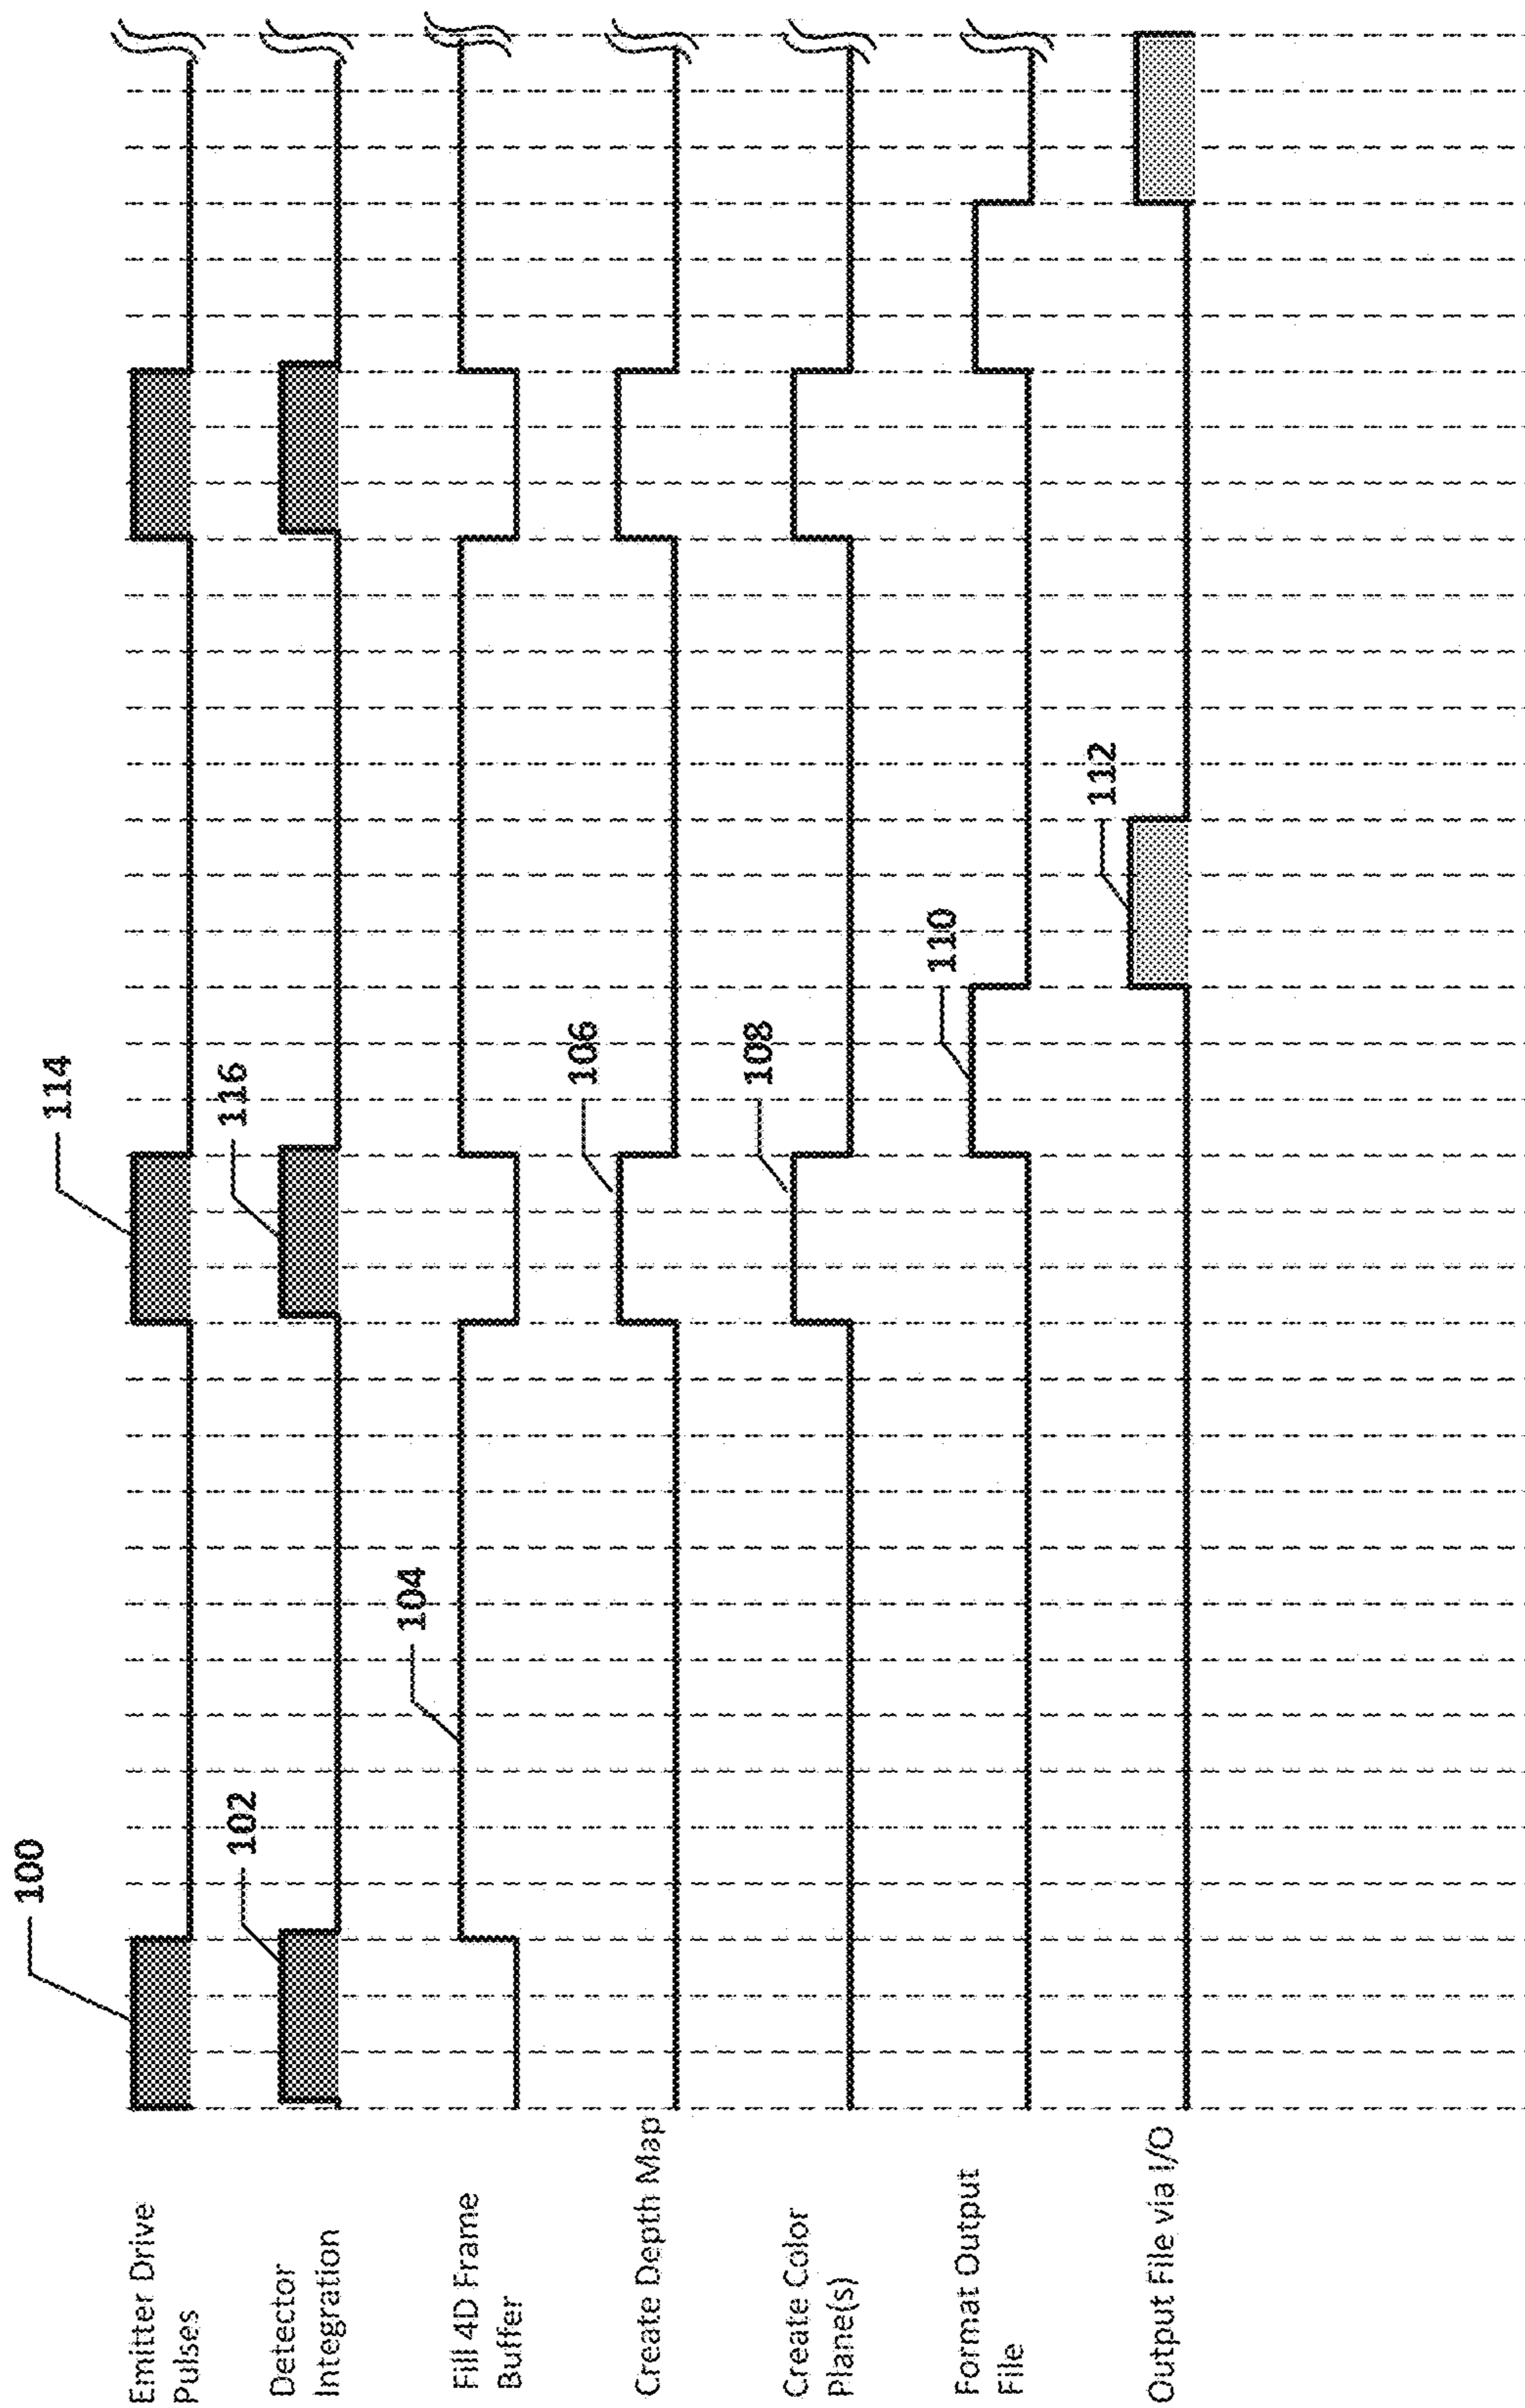 100
114
Emitter Drive
Pulses
102
116
Detector
Integration
104
Fill 4D Frame
Buffer
106
Create Depth Map
108
Create Color
Plane(s)
110
Format Output
File
112
Output File via I/O